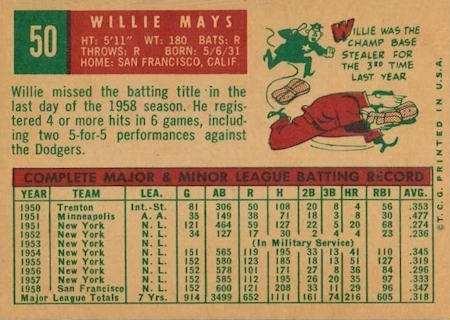 50
WILLIE MAYS
HT: 5'11" WT: 180 BATS: R
THROWS: R BORN: 5/6/31
HOME: SAN FRANCISCO, CALIF.
Willie missed the batting title in the
last day of the 1958 season. He regis-
tered 4 or more hits in 6 games, includ-
ing two 5-for-5 performances against
the Dodgers.
WILLIE WAS THE
CHAMP BASE
STEALER FOR
THE 3RD TIME
LAST YEAR
COMPLETE MAJOR & MINOR LEAGUE BATTING RECORD
YEAR TEAM LEA. G AB R H 2B 3B HR RBI AVG.
1950 Trenton Int.-St. 81 306 50 108 20 8 4 56 .353
1951 Minneapolis A. A. 35 149 38 71 18 3 8 30 .477
1951 New York N. L. 121 464 59 127 22 5 20 68 .274
1952 New York N. L. 34 127 17 30 2 4 4 23 .236
1953 New York N. L. (In Military Service)
1954 New York N. L. 151 565 119 195 33 13 41 110 .345
1955 New York N. L. 152 580 123 185 18 13 51 127 .319
1956 New York N. L. 152 578 101 171 27 8 36 84 .296
1957 New York N. L. 152 585 112 195 26 20 35 97 .333
1958 San Francisco N. L. 152 600 121 208 33 11 29 96 .347
Major League Totals 7 Yrs. 914 3499 652 1111 161 74 216 605 .318
© T. C. G. PRINTED IN U.S.A.